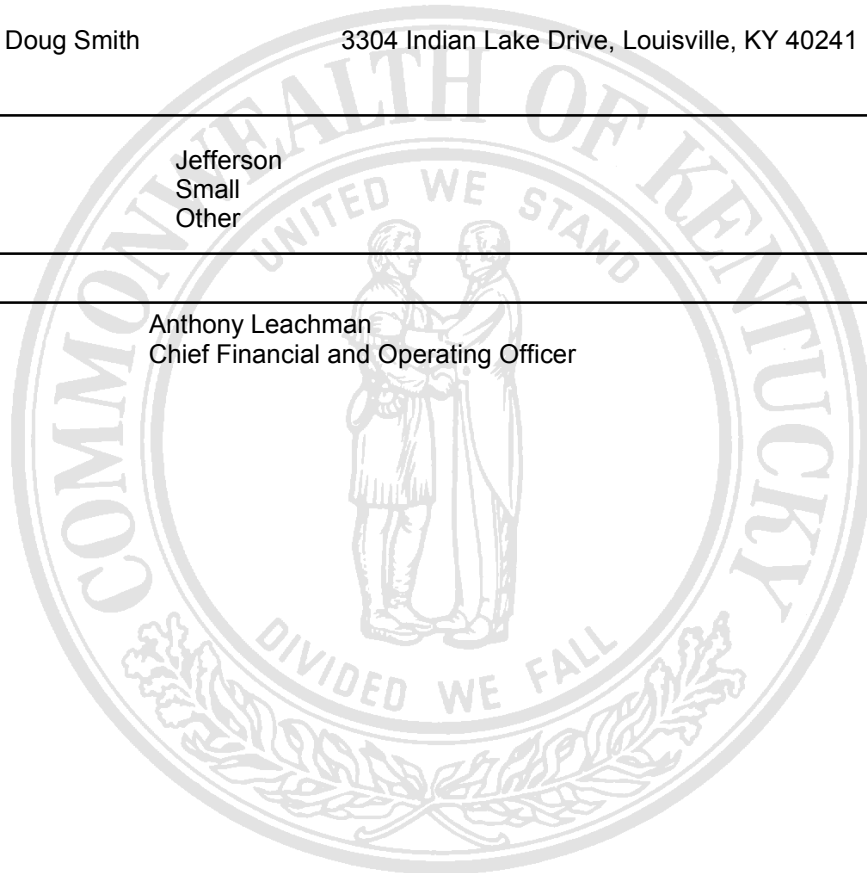 Doug Smith 3304 Indian Lake Drive, Louisville, KY 40241
Jefferson
Small
Other
Anthony Leachman
Chief Financial and Operating Officer
COMMONWEALTH OF KENTUCKY
UNITED WE STAND
DIVIDED WE FALL